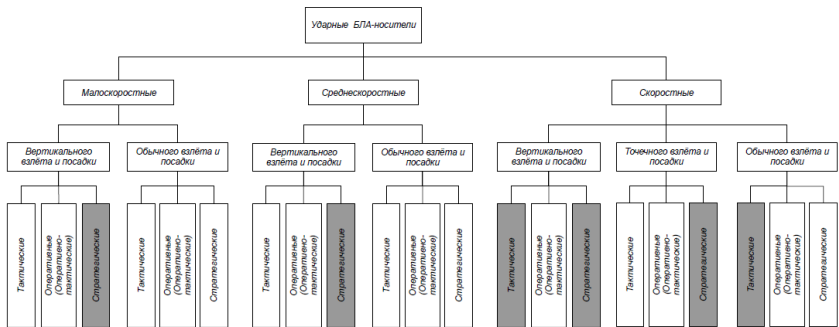 Ударные БЛА-носители
Малоскоростные
Среднескоростные
Скоростные
Вертикального
взлёта и посадки
Обычного взлёта и
посадки
Вертикального
взлёта и посадки
Обычного взлёта и
посадки
Вертикального
взлёта и посадки
Точечного взлёта и
посадки
Обычного взлёта и
посадки
Тактические
Оперативные
(Оперативно-
тактические)
Стратегические
Тактические
Оперативные
(Оперативно-
тактические)
Стратегические
Тактические
Оперативные
(Оперативно-
тактические)
Стратегические
Тактические
Оперативные
(Оперативно-
тактические)
Стратегические
Тактические
Оперативные
(Оперативно-
тактические)
Стратегические
Тактические
Оперативные
(Оперативно-
тактические)
Стратегические
Тактические
Оперативные
(Оперативно-
тактические)
Стратегические